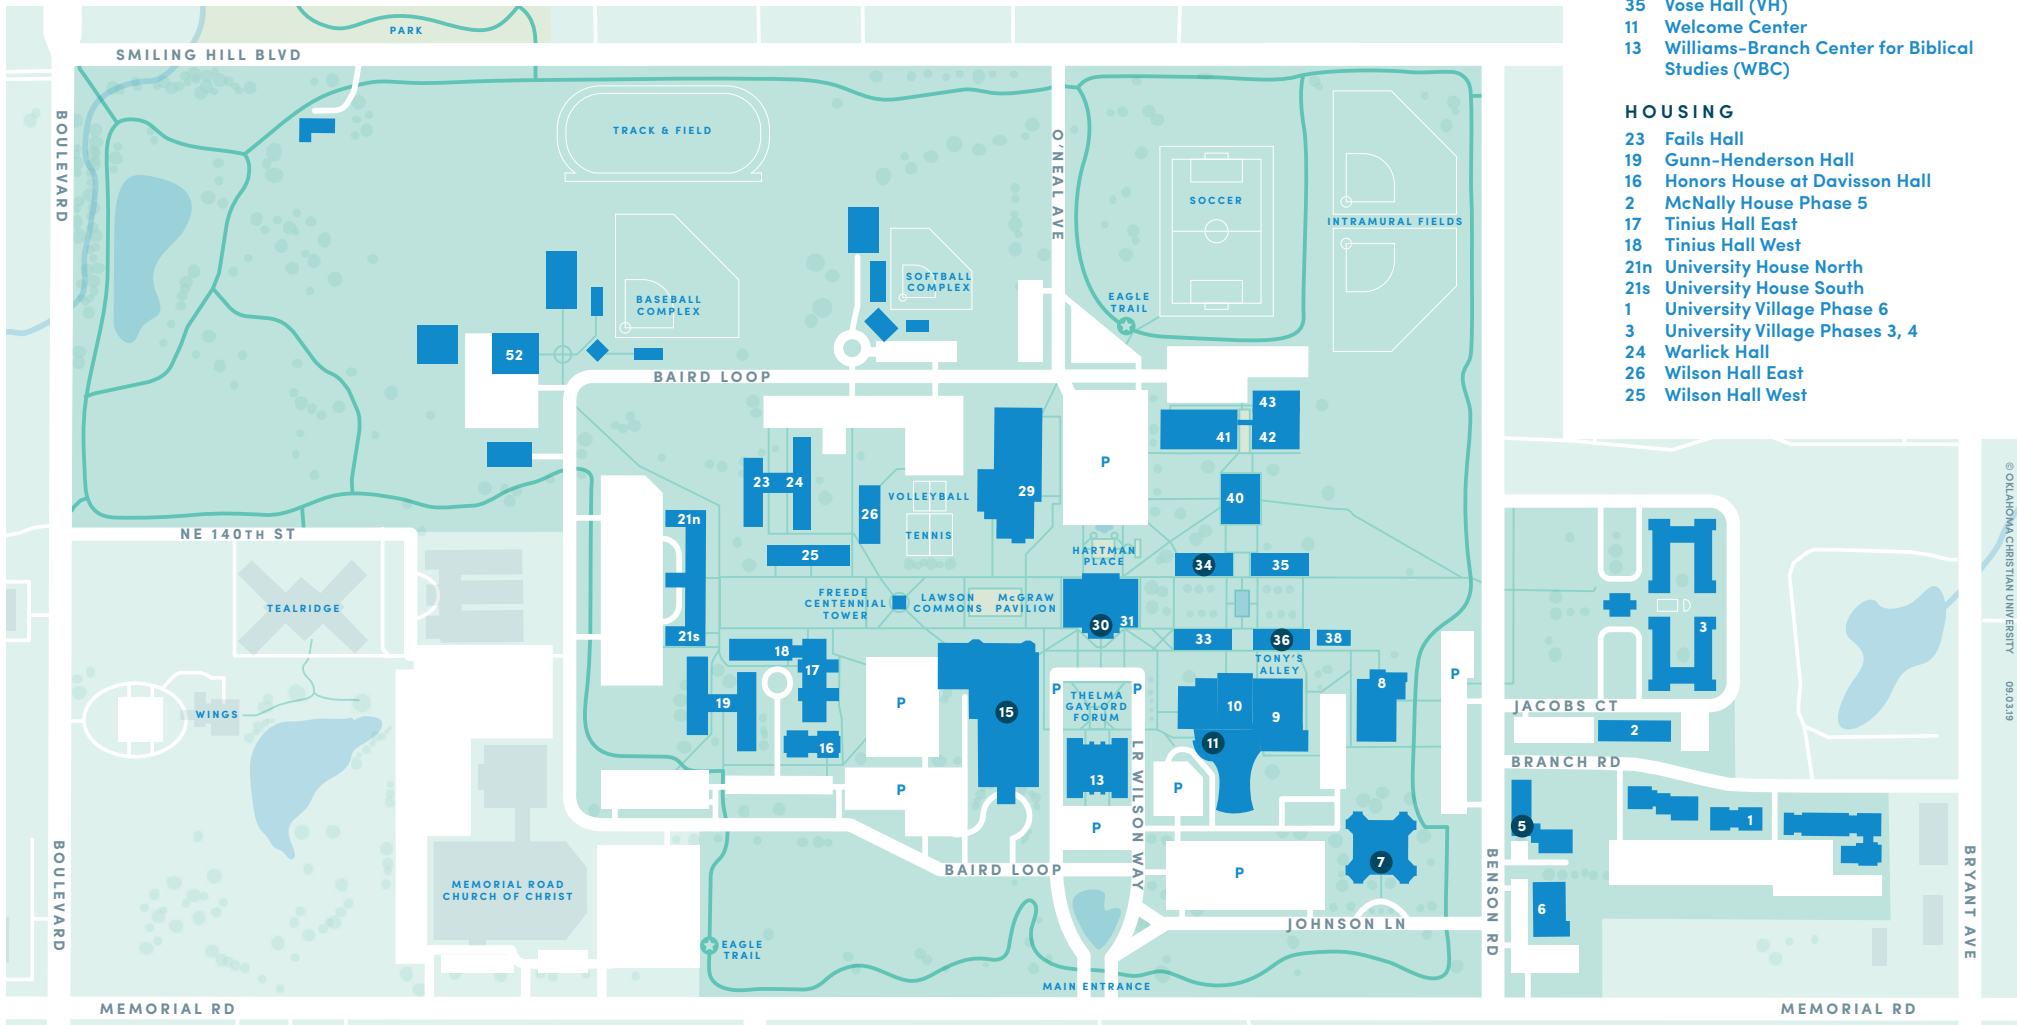 PARK
SMILING HILL BLVD
BOULEVARD
TRACK & FIELD
O'NEAL AVE
SOCCER
INTRAMURAL FIELDS
SOFTBALL
COMPLEX
BASEBALL
COMPLEX
EAGLE
TRAIL
52
BAIRD LOOP
43
41
42
P
23
24
29
40
VOLLEYBALL
26
21n
TENNIS
NE 140TH ST
25
HARTMAN
PLACE
34
35
TEALRIDGE
FREEDE
CENTENNIAL
TOWER
LAWSON
COMMONS
McGRAW
PAVILION
30
31
21s
33
36
38
3
18
17
TONY'S
ALLEY
P
8
19
P
P
P
THELMA
GAYLORD
FORUM
10
9
WINGS
15
JACOBS CT
16
11
2
13
LR WILSON WAY
BRANCH RD
P
P
P
5
1
7
BOULEVARD
BAIRD LOOP
P
MEMORIAL ROAD
CHURCH OF CHRIST
BENSON RD
BRYANT AVE
6
JOHNSON LN
EAGLE
TRAIL
MAIN ENTRANCE
MEMORIAL RD
MEMORIAL RD
35 Vose Hall (VH)
11 Welcome Center
13 Williams-Branch Center for Biblical
Studies (WBC)
HOUSING
23 Fails Hall
19 Gunn-Henderson Hall
16 Honors House at Davisson Hall
2 McNally House Phase 5
17 Tinius Hall East
18 Tinius Hall West
21n University House North
21s University House South
1 University Village Phase 6
3 University Village Phases 3, 4
24 Warlick Hall
26 Wilson Hall East
25 Wilson Hall West
© OKLAHOMA CHRISTIAN UNIVERSITY 09.03.19